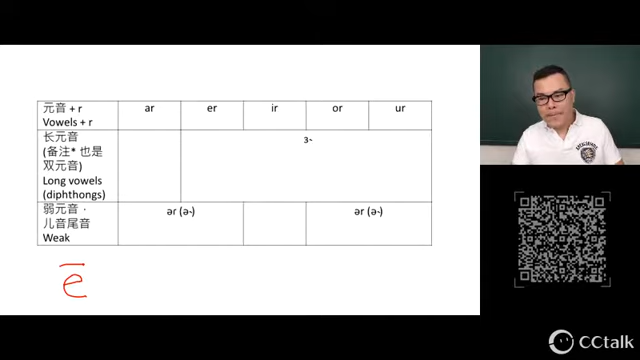 元音 + r
Vowels + r
ar
er
ir
or
ur
长元音
(备注* 也是
双元音)
Long vowels
(diphthongs)
3~
弱元音 ·
儿音尾音
Weak
ər (ə˞)
ər (ə˞)
ē
CCtalk